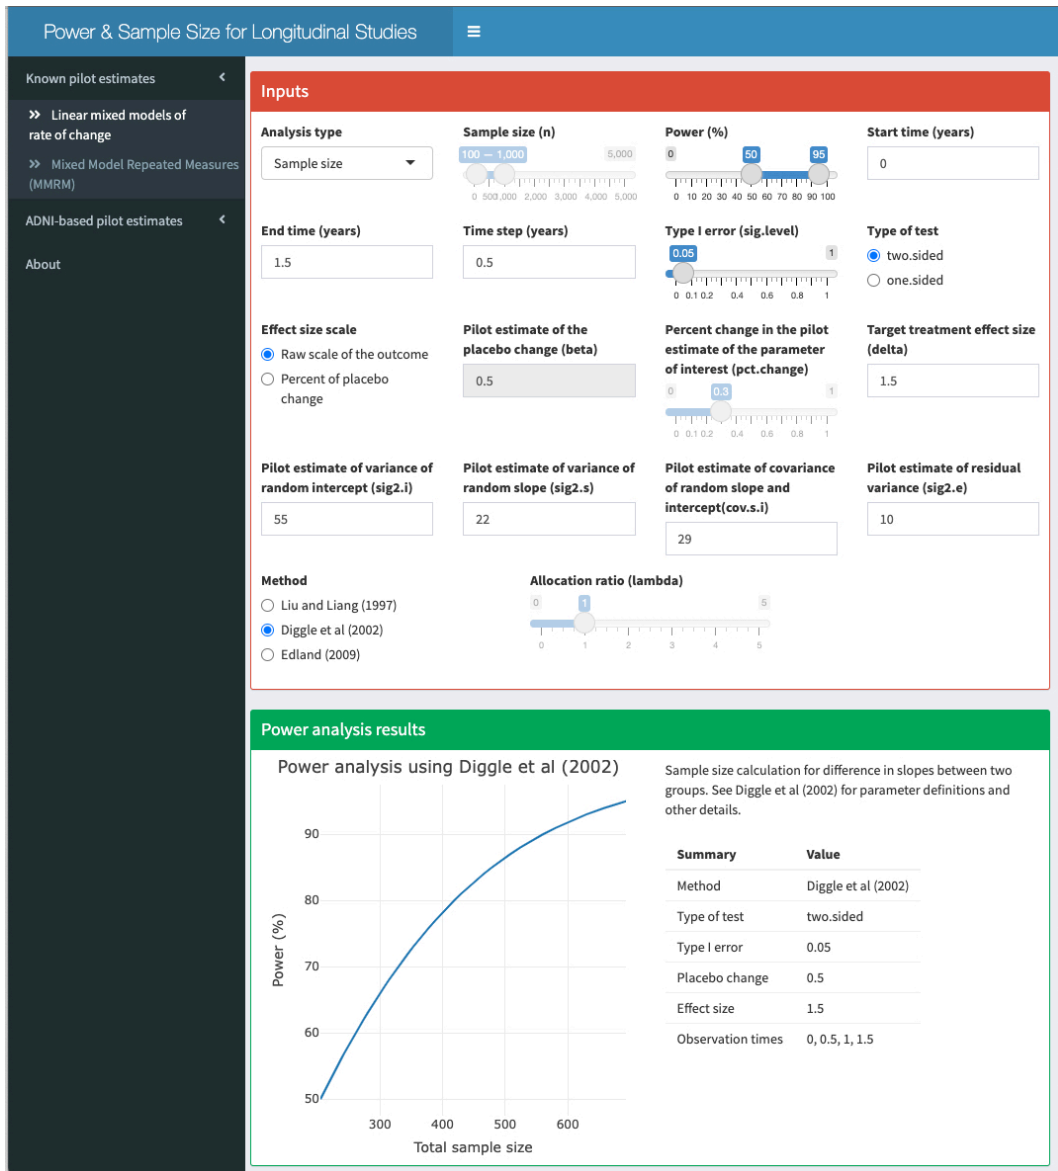 Power & Sample Size for Longitudinal Studies
Known pilot estimates
Linear mixed models of
rate of change
Mixed Model Repeated Measures
(MMRM)
ADNI-based pilot estimates
About
Inputs
Analysis type
Sample size
Sample size (n)
100 — 1,000
5,000
0 500 1,000 2,000 3,000 4,000 5,000
Power (%)
0
50
95
0 10 20 30 40 50 60 70 80 90 100
Start time (years)
0
End time (years)
1.5
Time step (years)
0.5
Type I error (sig.level)
0.05
1
0 0.1 0.2 0.4 0.6 0.8 1
Type of test
two.sided
one.sided
Effect size scale
Raw scale of the outcome
Percent of placebo
change
Pilot estimate of the
placebo change (beta)
0.5
Percent change in the pilot
estimate of the parameter
of interest (pct.change)
0
0.3
1
0 0.1 0.2 0.4 0.6 0.8 1
Target treatment effect size
(delta)
1.5
Pilot estimate of variance of
random intercept (sig2.i)
55
Pilot estimate of variance of
random slope (sig2.s)
22
Pilot estimate of covariance
of random slope and
intercept(cov.s.i)
29
Pilot estimate of residual
variance (sig2.e)
10
Method
Liu and Liang (1997)
Diggle et al (2002)
Edland (2009)
Allocation ratio (lambda)
0
1
5
0 1 2 3 4 5
Power analysis results
Power analysis using Diggle et al (2002)
Power (%)
90
80
70
60
50
300 400 500 600
Total sample size
Sample size calculation for difference in slopes between two
groups. See Diggle et al (2002) for parameter definitions and
other details.
Summary Value
Method Diggle et al (2002)
Type of test two.sided
Type I error 0.05
Placebo change 0.5
Effect size 1.5
Observation times 0, 0.5, 1, 1.5